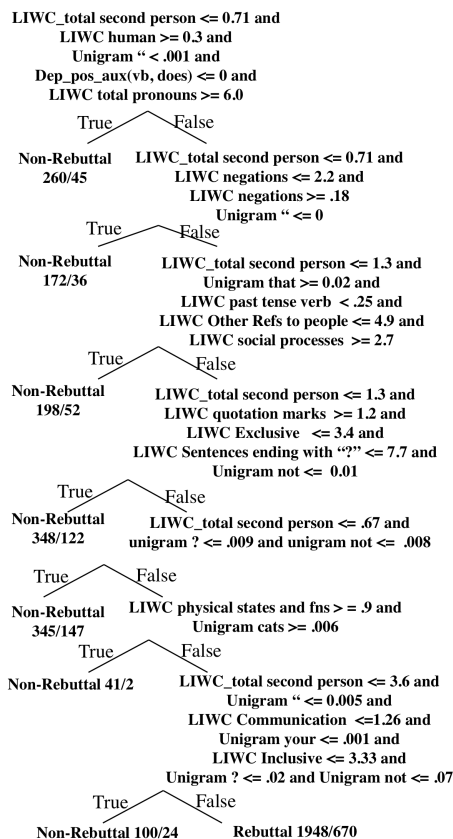 LIWC_total second person <= 0.71 and
LIWC human >= 0.3 and
Unigram “ < .001 and
Dep_pos_aux(vb, does) <= 0 and
LIWC total pronouns >= 6.0
True False
Non-Rebuttal
260/45
LIWC_total second person <= 0.71 and
LIWC negations <= 2.2 and
LIWC negations >= .18
Unigram “ <= 0
True False
Non-Rebuttal
172/36
LIWC_total second person <= 1.3 and
Unigram that >= 0.02 and
LIWC past tense verb < .25 and
LIWC Other Refs to people <= 4.9 and
LIWC social processes >= 2.7
True False
Non-Rebuttal
198/52
LIWC_total second person <= 1.3 and
LIWC quotation marks >= 1.2 and
LIWC Exclusive <= 3.4 and
LIWC Sentences ending with “?” <= 7.7 and
Unigram not <= 0.01
True False
Non-Rebuttal
348/122
LIWC_total second person <= .67 and
unigram ? <= .009 and unigram not <= .008
True False
Non-Rebuttal
345/147
LIWC physical states and fns > = .9 and
Unigram cats >= .006
True False
Non-Rebuttal 41/2
LIWC_total second person <= 3.6 and
Unigram “ <= 0.005 and
LIWC Communication <=1.26 and
Unigram your <= .001 and
LIWC Inclusive <= 3.33 and
Unigram ? <= .02 and Unigram not <= .07
True False
Non-Rebuttal 100/24 Rebuttal 1948/670